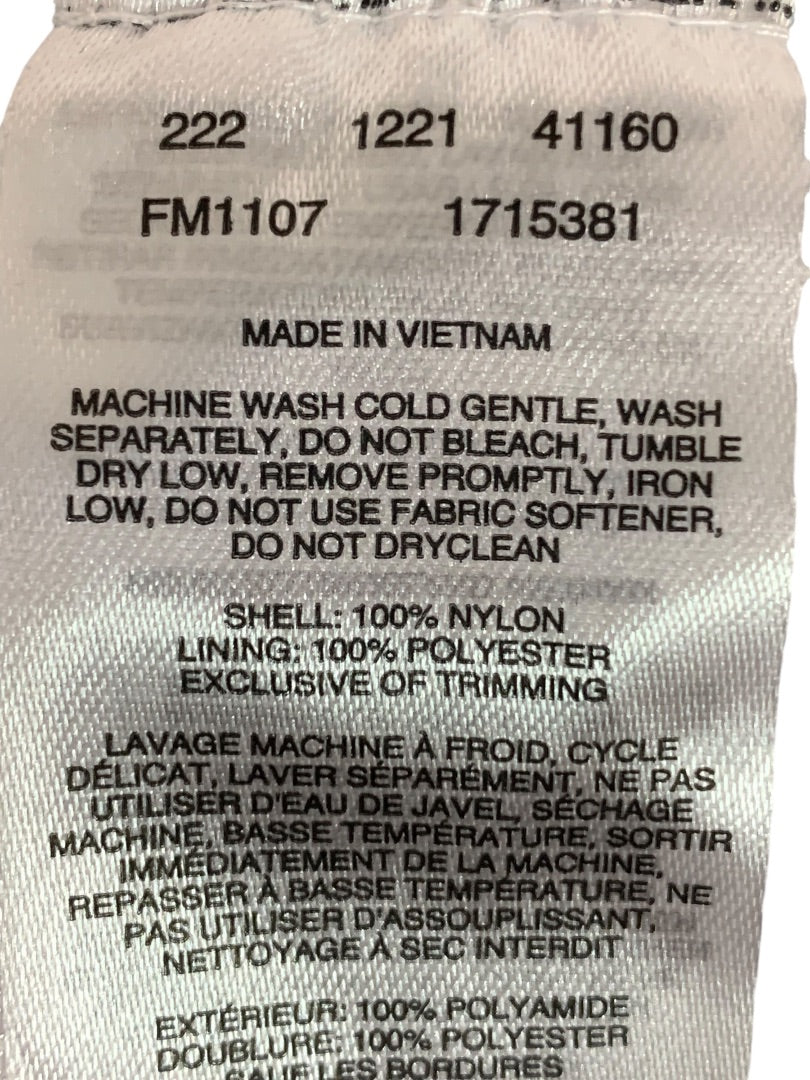 222 1221 41160
FM1107 1715381
MADE IN VIETNAM
MACHINE WASH COLD GENTLE, WASH
SEPARATELY, DO NOT BLEACH, TUMBLE
DRY LOW, REMOVE PROMPTLY, IRON
LOW, DO NOT USE FABRIC SOFTENER,
DO NOT DRYCLEAN
SHELL: 100% NYLON
LINING: 100% POLYESTER
EXCLUSIVE OF TRIMMING
LAVAGE MACHINE À FROID, CYCLE
DÉLICAT, LAVER SÉPARÉMENT, NE PAS
UTILISER D'EAU DE JAVEL, SÉCHAGE
MACHINE, BASSE TEMPÉRATURE, SORTIR
IMMÉDIATEMENT DE LA MACHINE,
REPASSER À BASSE TEMPÉRATURE, NE
PAS UTILISER D'ASSOUPLISSANT,
NETTOYAGE À SEC INTERDIT
EXTÉRIEUR: 100% POLYAMIDE
DOUBLURE: 100% POLYESTER
SAUF LES BORDURES